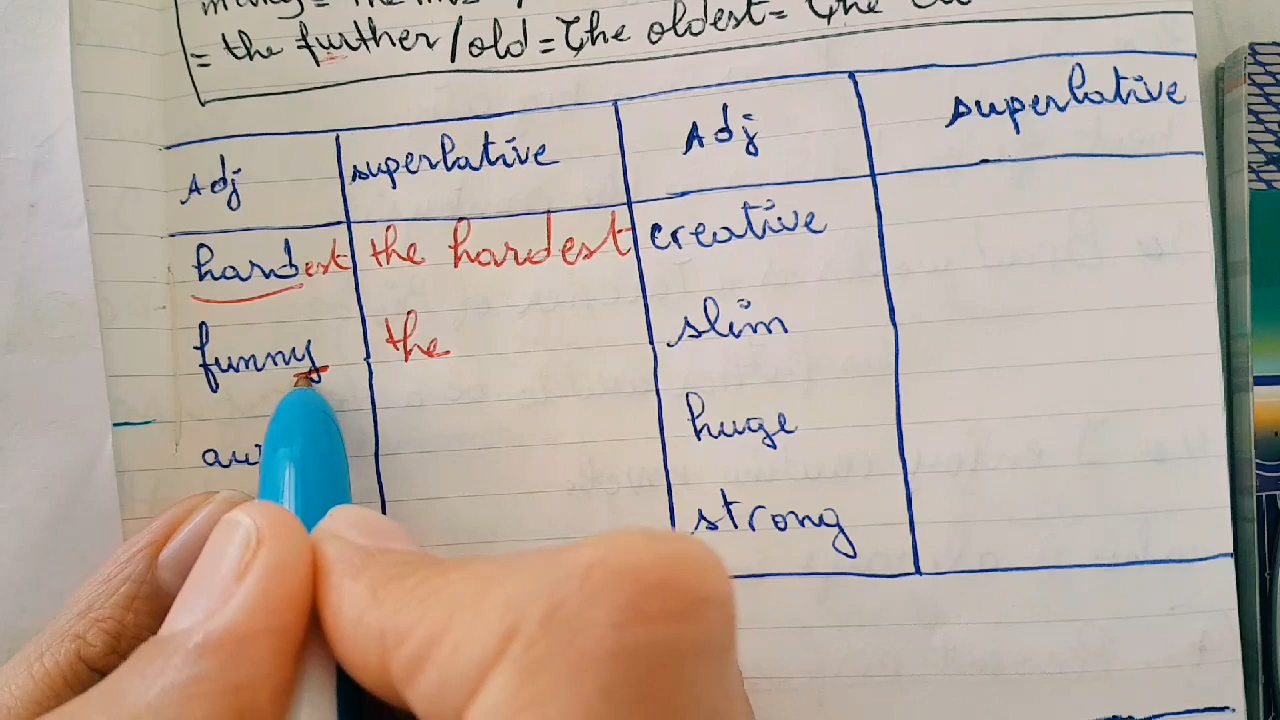 = the further/old = The oldest = The
Adj superlative Adj superlative
hardest the hardest creative
funny the slim
huge
strong